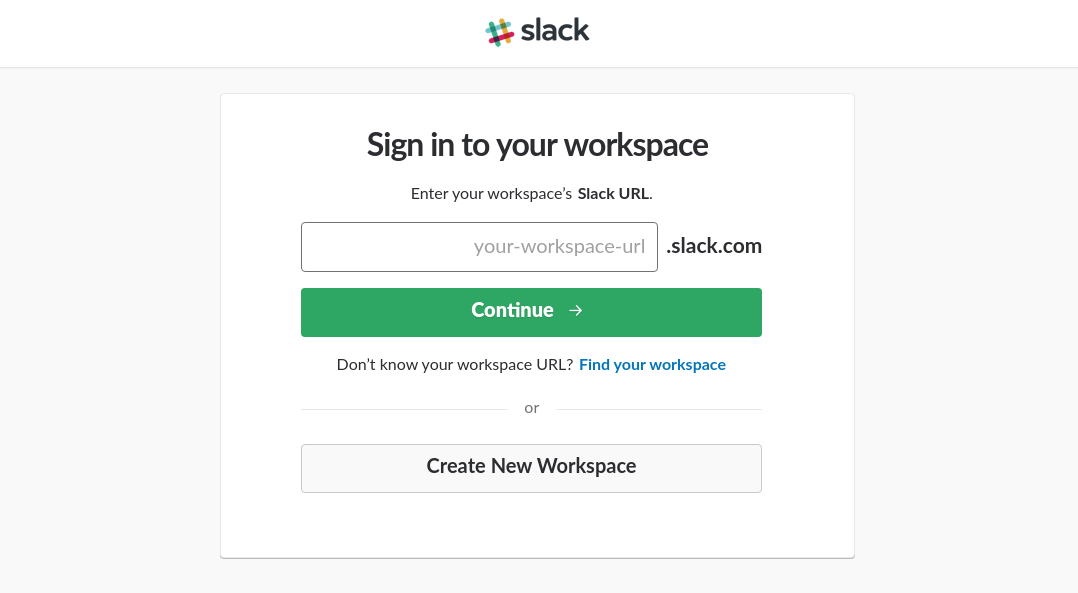 slack
Sign in to your workspace
Enter your workspace’s Slack URL.
your-workspace-url .slack.com
Continue →
Don’t know your workspace URL? Find your workspace
or
Create New Workspace